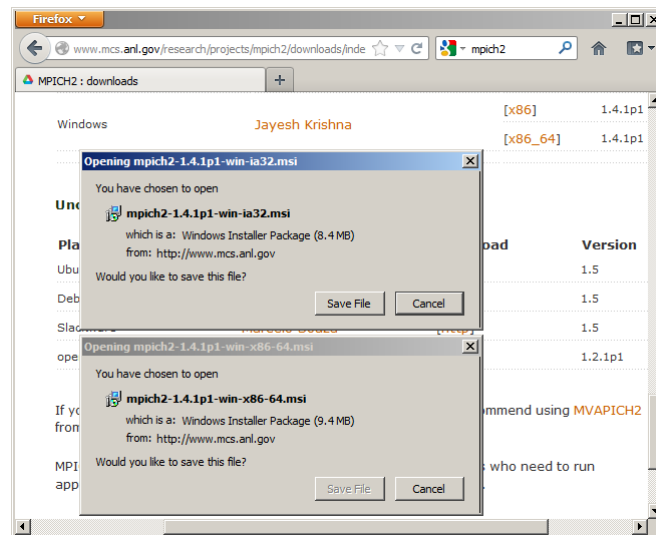 Firefox
www.mcs.anl.gov/research/projects/mpich2/downloads/inde
mpich2
MPICH2 : downloads
Windows
Jayesh Krishna
[x86]
1.4.1p1
[x86_64]
1.4.1p1
Opening mpich2-1.4.1p1-win-ia32.msi
You have chosen to open
mpich2-1.4.1p1-win-ia32.msi
which is a: Windows Installer Package (8.4 MB)
from: http://www.mcs.anl.gov
Would you like to save this file?
Save File
Cancel
Version
1.5
1.5
1.5
1.2.1p1
Opening mpich2-1.4.1p1-win-x86-64.msi
You have chosen to open
mpich2-1.4.1p1-win-x86-64.msi
which is a: Windows Installer Package (9.4 MB)
from: http://www.mcs.anl.gov
Would you like to save this file?
Save File
Cancel
If
using MVAPICH2
from
who need to run